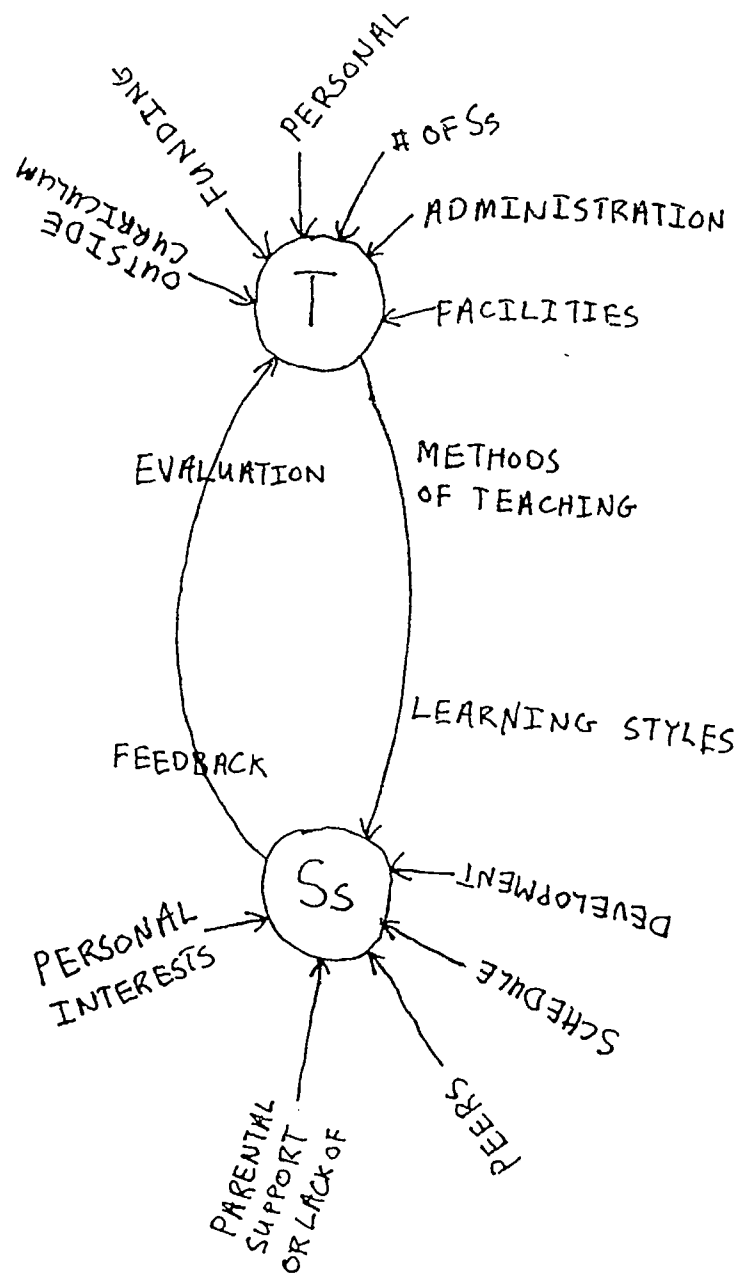 PERSONAL
# OF Ss
FUNDING
ADMINISTRATION
OUTSIDE
CURRICULUM
T
FACILITIES
EVALUATION
METHODS
OF TEACHING
LEARNING STYLES
FEEDBACK
Ss
DEVELOPMENT
PERSONAL
INTERESTS
SCHEDULE
PEERS
PARENTAL
SUPPORT
OR LACK OF